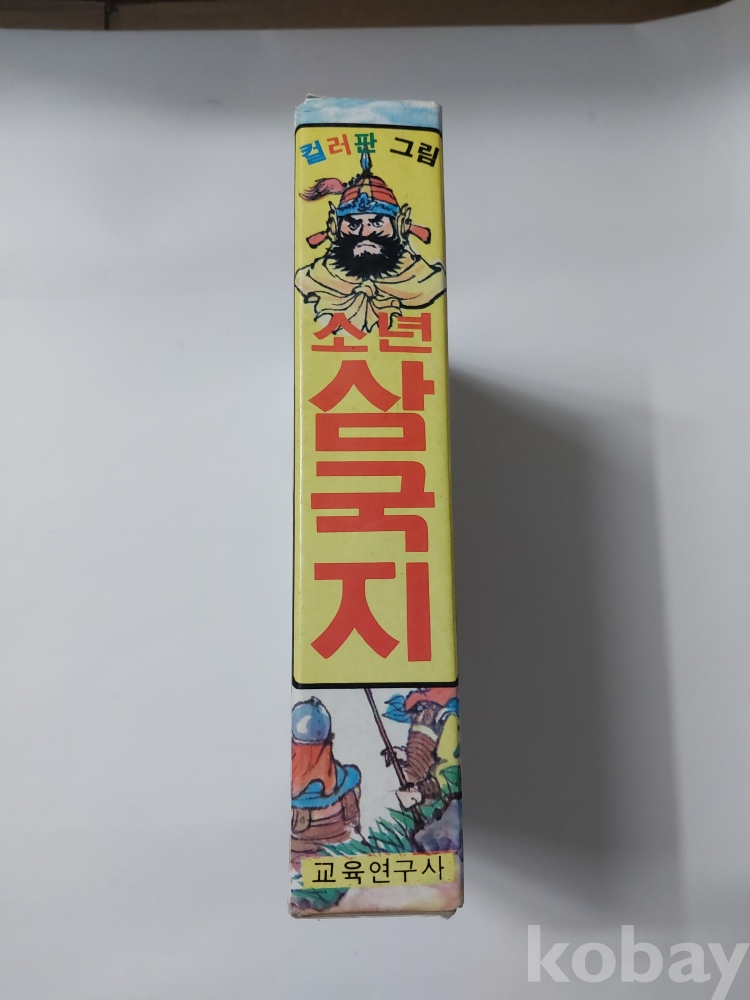 컬러판 그림
소년
삼국지
교육연구사
kobay